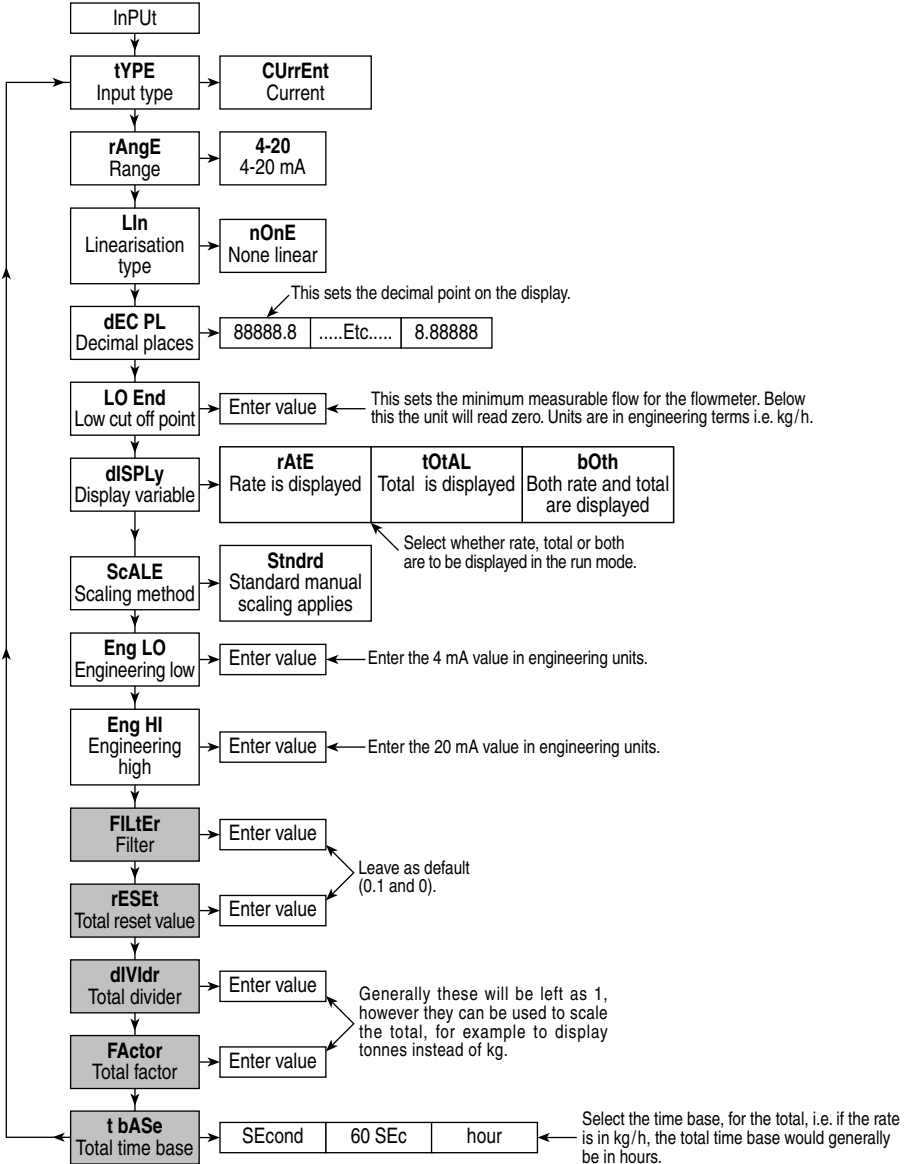 InPUt
tYPE
Input type
CUrrEnt
Current
rAngE
Range
4-20
4-20 mA
LIn
Linearisation
type
nOnE
None linear
This sets the decimal point on the display.
dEC PL
Decimal places
88888.8
.....Etc.....
8.88888
LO End
Low cut off point
Enter value
This sets the minimum measurable flow for the flowmeter. Below
this the unit will read zero. Units are in engineering terms i.e. kg/h.
dISPLy
Display variable
rAtE
Rate is displayed
tOtAL
Total is displayed
bOth
Both rate and total
are displayed
Select whether rate, total or both
are to be displayed in the run mode.
ScALE
Scaling method
Stndrd
Standard manual
scaling applies
Eng LO
Engineering low
Enter value
Enter the 4 mA value in engineering units.
Eng HI
Engineering
high
Enter value
Enter the 20 mA value in engineering units.
FILtEr
Filter
Enter value
Leave as default
(0.1 and 0).
rESEt
Total reset value
Enter value
dIVIdr
Total divider
Enter value
Generally these will be left as 1,
however they can be used to scale
the total, for example to display
tonnes instead of kg.
FActor
Total factor
Enter value
t bASe
Total time base
SEcond
60 SEc
hour
Select the time base, for the total, i.e. if the rate
is in kg/h, the total time base would generally
be in hours.